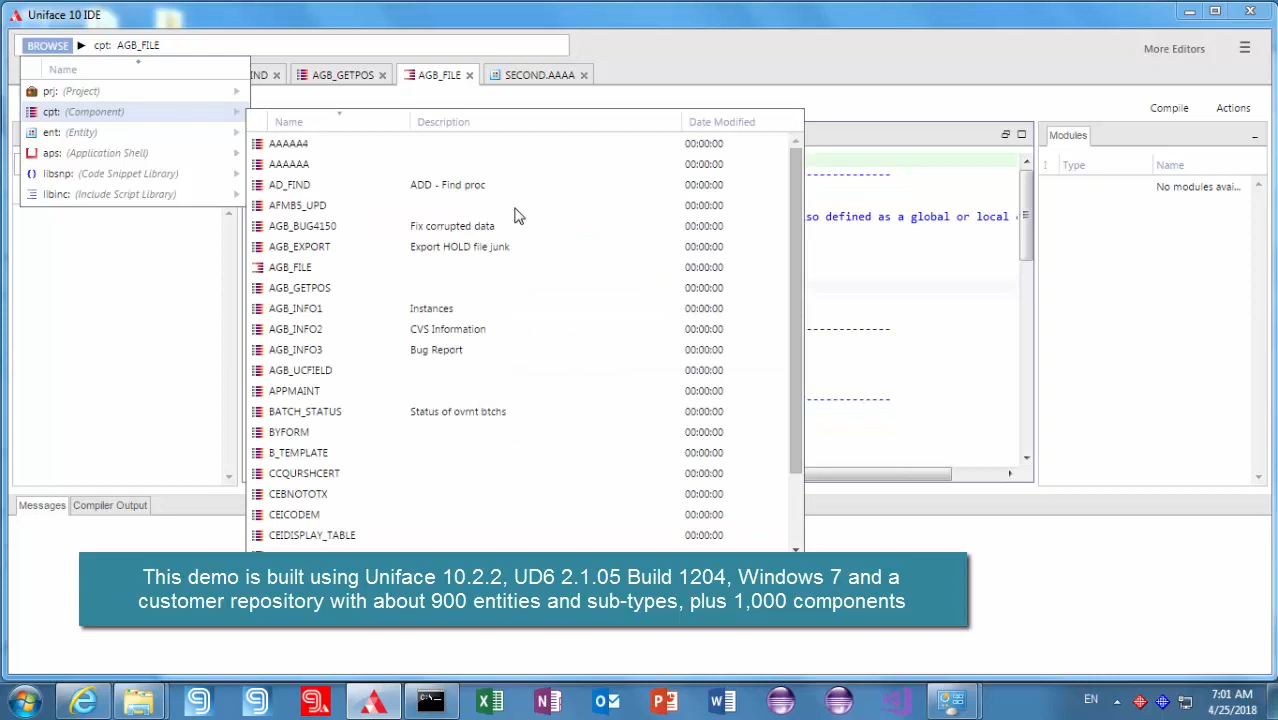 Uniface 10 IDE
BROWSE ▶ cpt: AGB_FILE
More Editors
IND AGB_GETPOS AGB_FILE SECOND.AAAA
Name
prj: (Project)
cpt: (Component)
ent: (Entity)
aps: (Application Shell)
libsnp: (Code Snippet Library)
libinc: (Include Script Library)
Compile Actions
Name Description Date Modified
AAAAA4 00:00:00
AAAAAA 00:00:00
AD_FIND ADD - Find proc 00:00:00
AFMB5_UPD 00:00:00
AGB_BUG4150 Fix corrupted data 00:00:00
AGB_EXPORT Export HOLD file junk 00:00:00
AGB_FILE 00:00:00
AGB_GETPOS 00:00:00
AGB_INFO1 Instances 00:00:00
AGB_INFO2 CVS Information 00:00:00
AGB_INFO3 Bug Report 00:00:00
AGB_UCFIELD 00:00:00
APPMAINT 00:00:00
BATCH_STATUS Status of ovrnt btchs 00:00:00
BYFORM 00:00:00
B_TEMPLATE 00:00:00
CCQURSHCERT 00:00:00
CEBNOTOTX 00:00:00
CEICODEM 00:00:00
CEIDISPLAY_TABLE 00:00:00
-------------
so defined as a global or local
-------------
-------------
Modules
Type Name
No modules avai...
Messages Compiler Output
This demo is built using Uniface 10.2.2, UD6 2.1.05 Build 1204, Windows 7 and a
customer repository with about 900 entities and sub-types, plus 1,000 components
EN
7:01 AM
4/25/2018